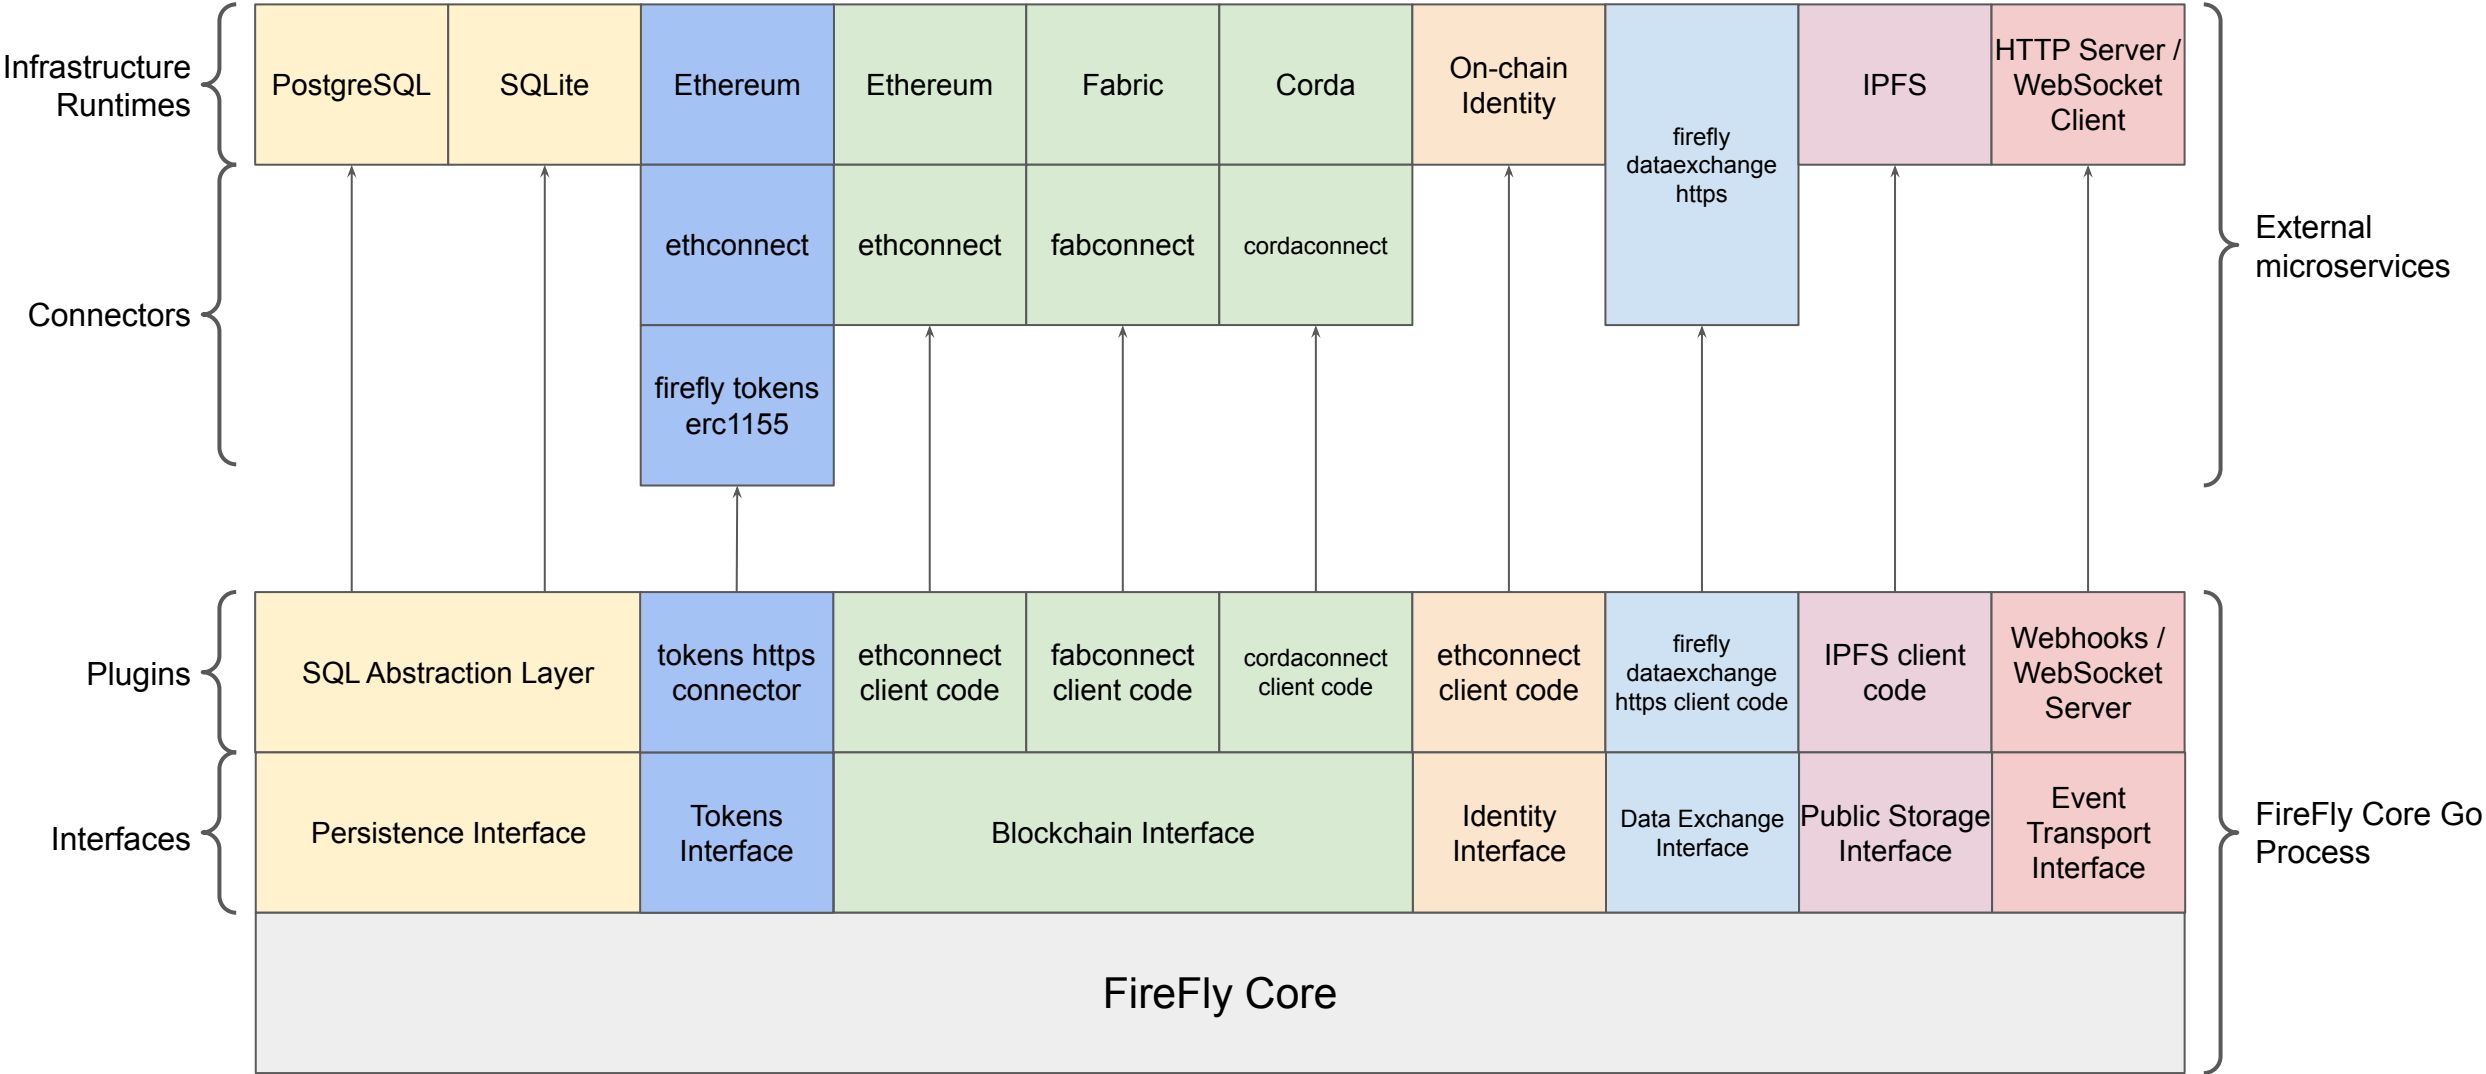 Infrastructure
Runtimes
PostgreSQL
SQLite
Ethereum
Ethereum
Fabric
Corda
On-chain
Identity
firefly
dataexchange
https
IPFS
HTTP Server /
WebSocket
Client
Connectors
ethconnect
ethconnect
fabconnect
cordaconnect
firefly tokens
erc1155
External
microservices
Plugins
SQL Abstraction Layer
tokens https
connector
ethconnect
client code
fabconnect
client code
cordaconnect
client code
ethconnect
client code
firefly
dataexchange
https client code
IPFS client
code
Webhooks /
WebSocket
Server
Interfaces
Persistence Interface
Tokens
Interface
Blockchain Interface
Identity
Interface
Data Exchange
Interface
Public Storage
Interface
Event
Transport
Interface
FireFly Core Go
Process
FireFly Core